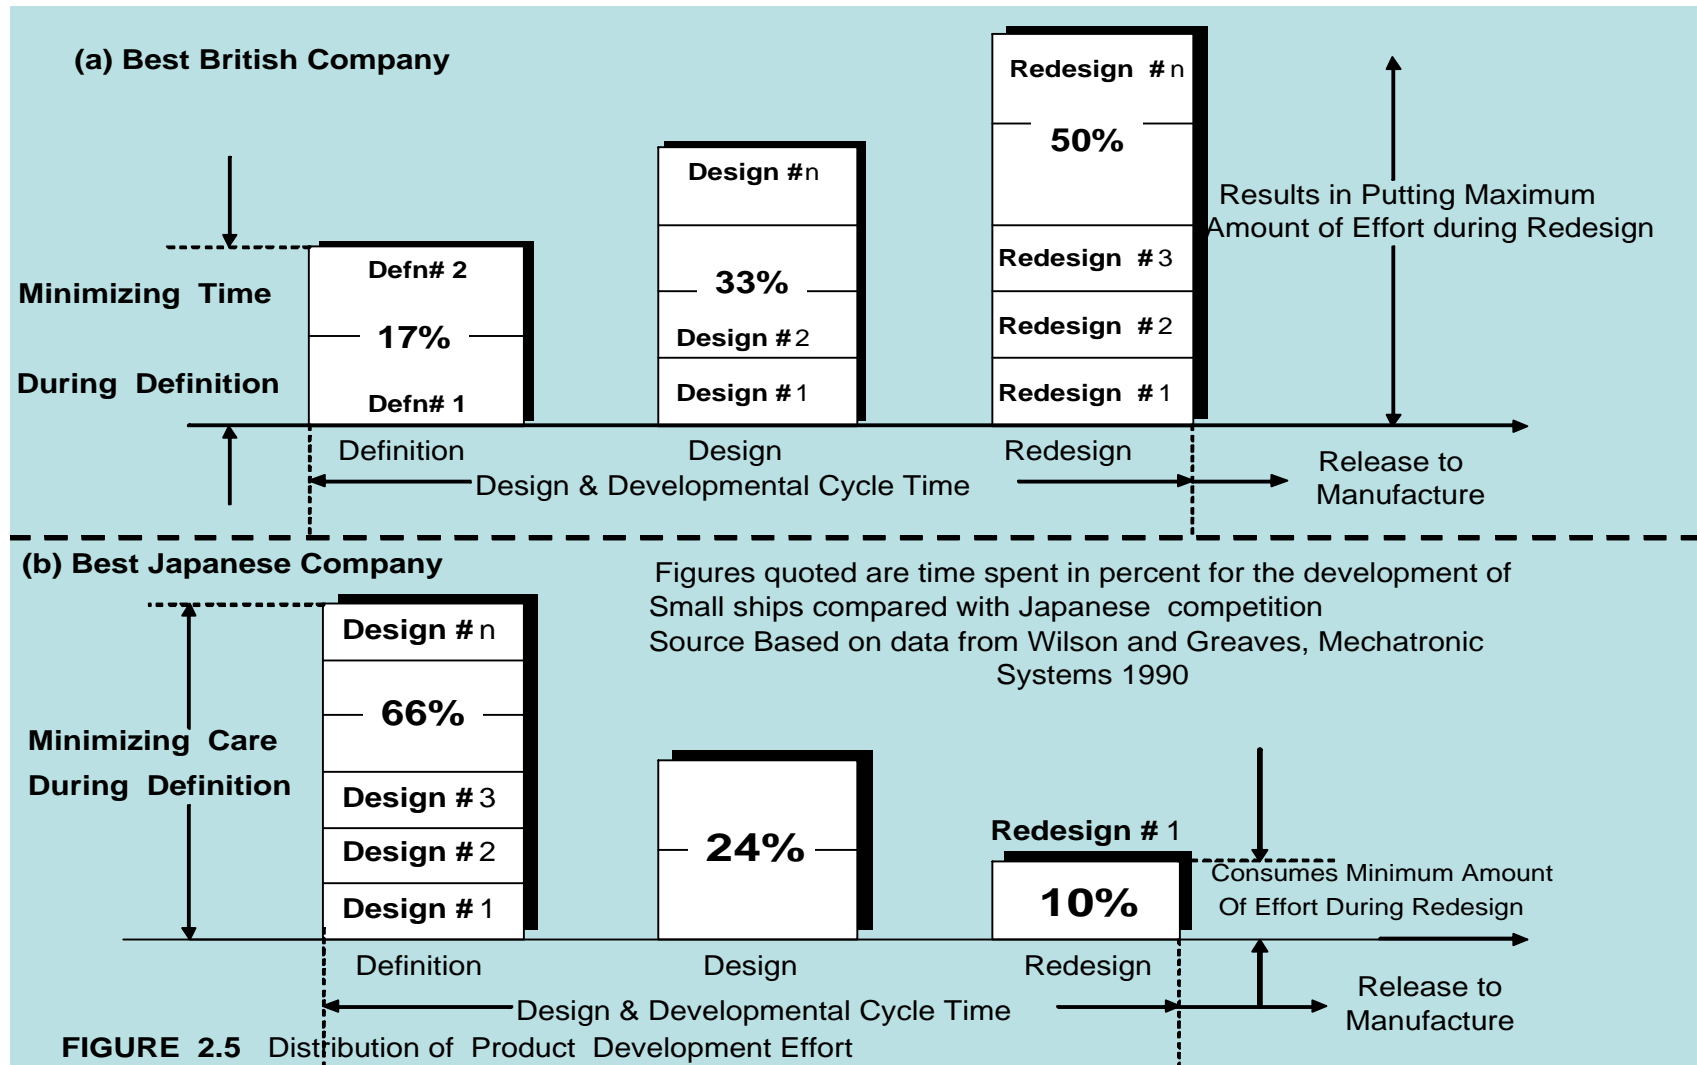 (a) Best British Company
Redesign # n
50%
Design #n
Results in Putting Maximum
Amount of Effort during Redesign
Defn# 2
Redesign # 3
Minimizing Time
33%
17%
Design # 2
Redesign # 2
During Definition
Defn# 1
Design # 1
Redesign # 1
Definition
Design
Redesign
Release to
Manufacture
Design & Developmental Cycle Time
(b) Best Japanese Company
Figures quoted are time spent in percent for the development of
Small ships compared with Japanese competition
Source Based on data from Wilson and Greaves, Mechatronic
Systems 1990
Design # n
66%
Minimizing Care
During Definition
Design # 3
Design # 2
Design # 1
24%
Redesign # 1
10%
Consumes Minimum Amount
Of Effort During Redesign
Definition
Design
Redesign
Release to
Manufacture
Design & Developmental Cycle Time
FIGURE 2.5 Distribution of Product Development Effort